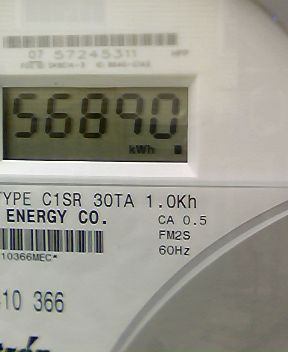 07 57245311
56890
kWh
TYPE C1SR 30TA 1.0Kh
ENERGY CO.
CA 0.5
FM2S
60Hz
10366MEC*
10 366